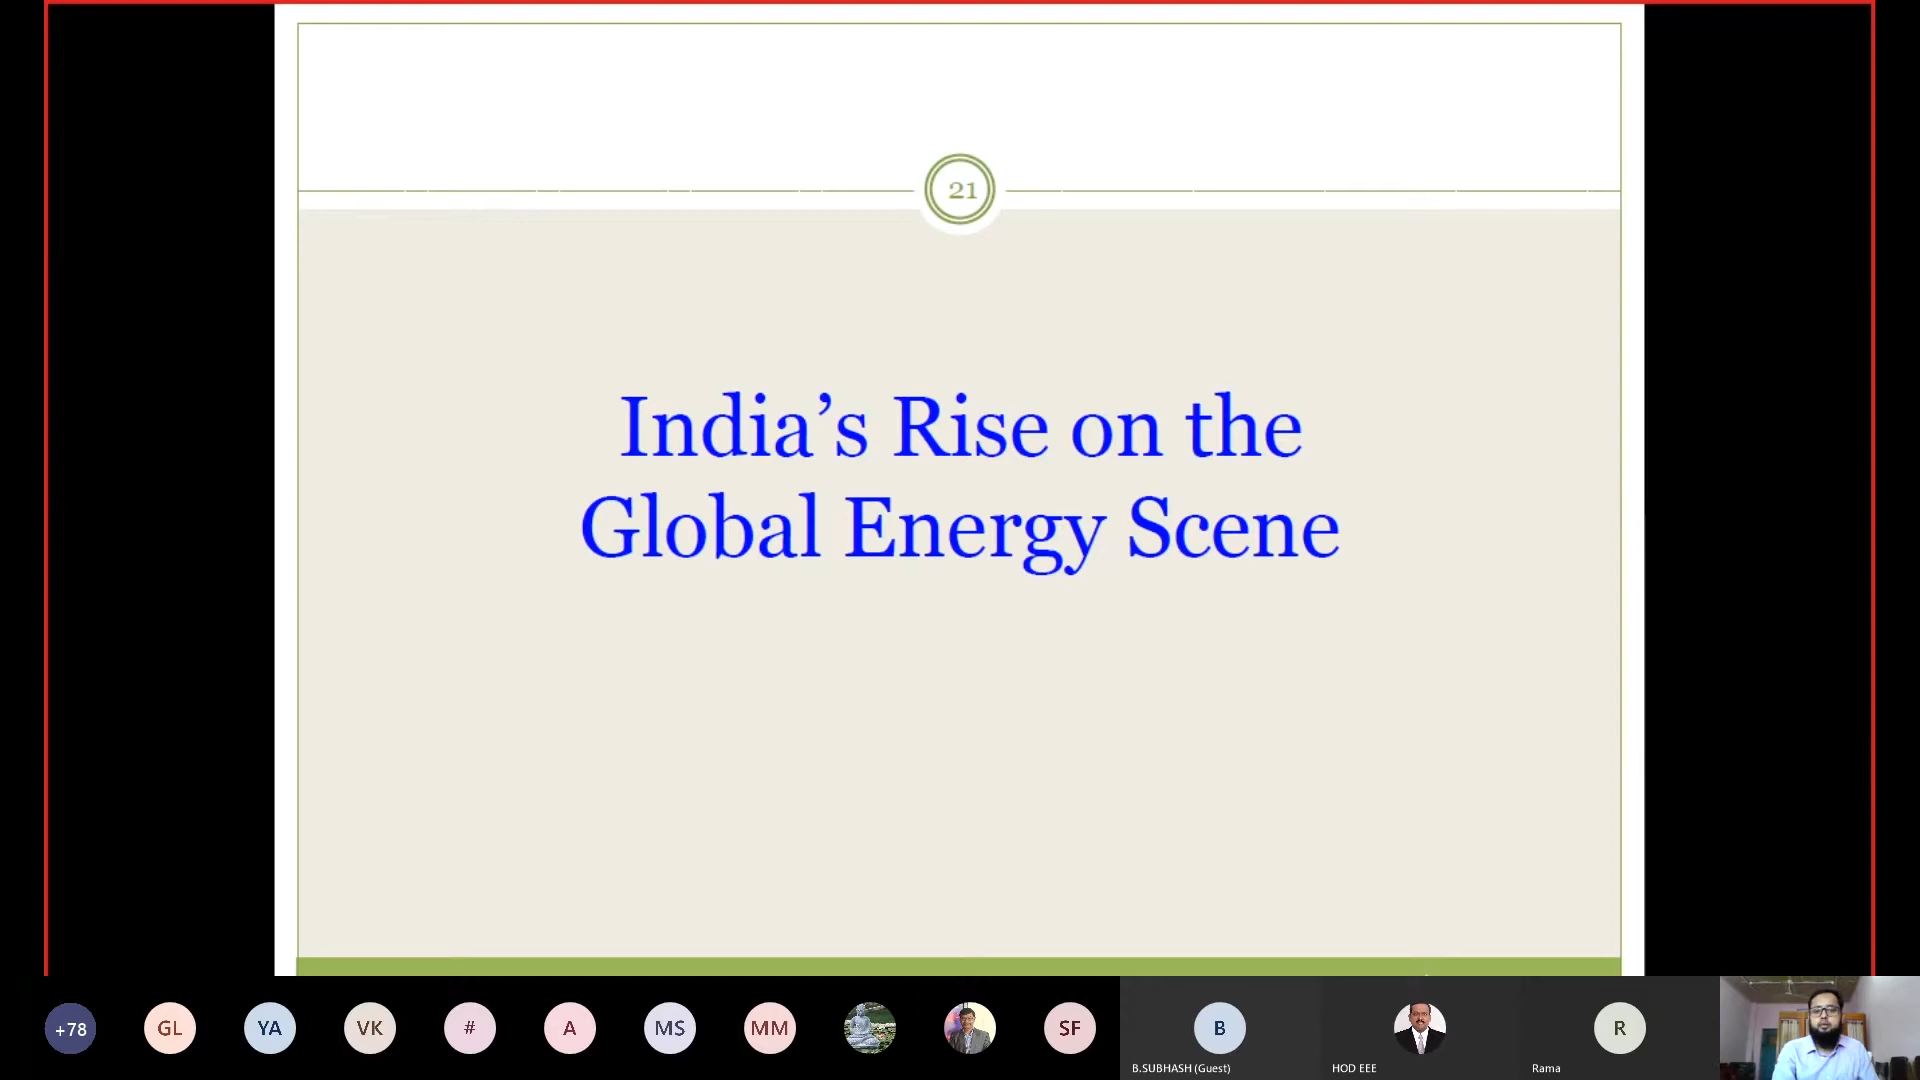 21
India’s Rise on the
Global Energy Scene
+78
GL
YA
VK
#
A
MS
MM
SF
B
R
B.SUBHASH (Guest)
HOD EEE
Rama